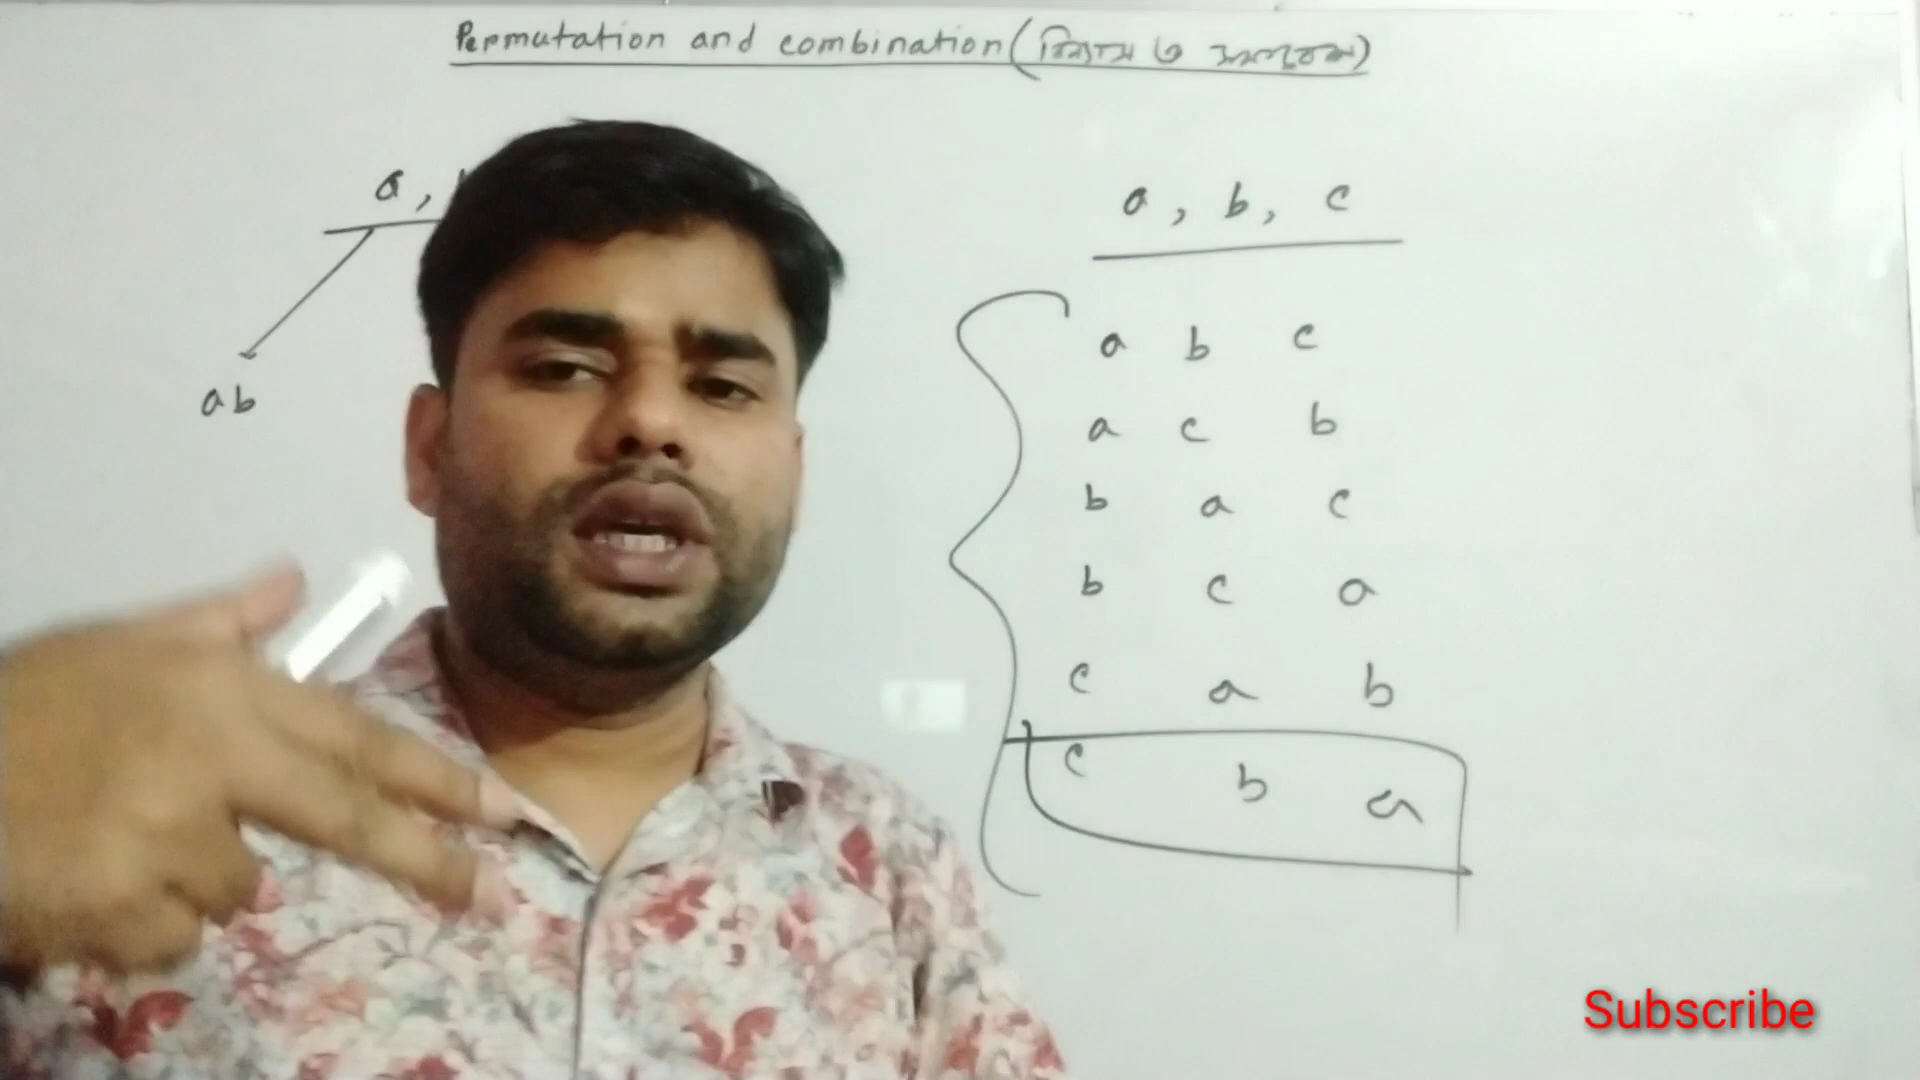 Permutation and combination (বিন্যাস ও সমাবেশ)
a,
ab
a, b, c
a b c
a c b
b a c
b c a
c a b
c b a
Subscribe